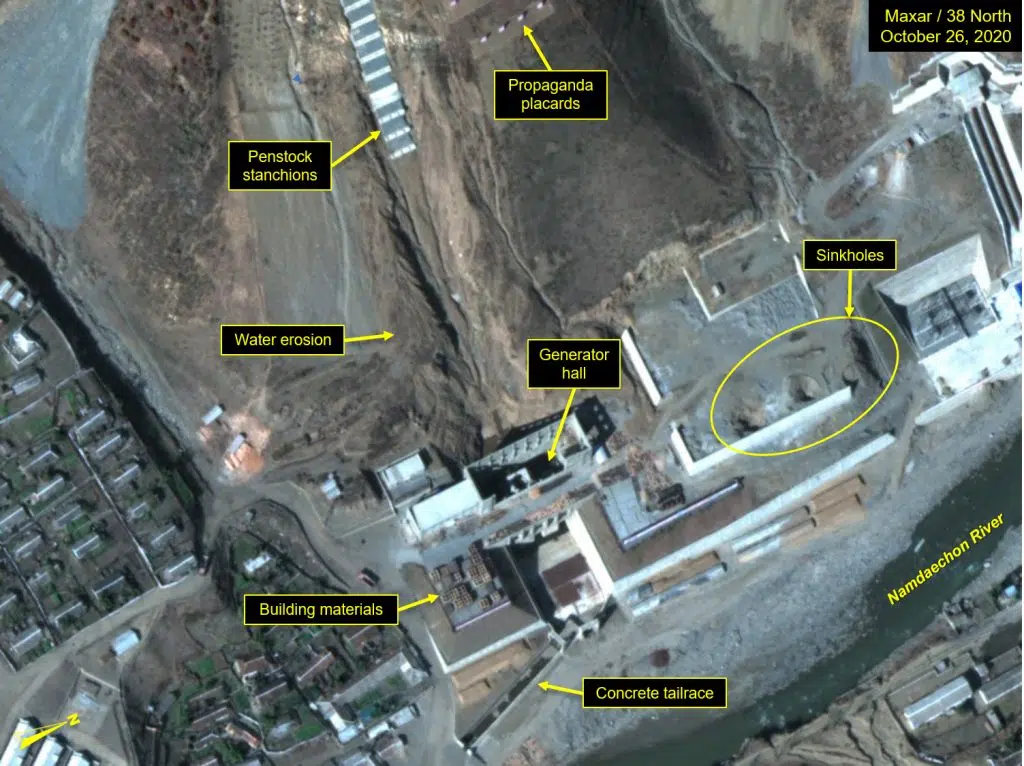 Maxar / 38 North
October 26, 2020
Propaganda
placards
Penstock
stanchions
Sinkholes
Water erosion
Generator
hall
Namdaechon River
Building materials
Concrete tailrace
N